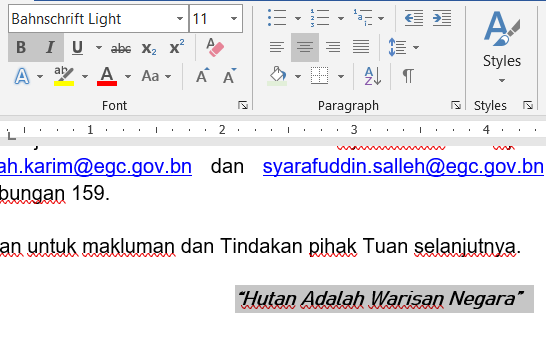 Bahnschrift Light 11
B I U abc x₂ x²
A aby A Aa A A
Font Paragraph Styles
Styles
1 2 3 4
ah.karim@egc.gov.bn dan syarafuddin.salleh@egc.gov.bn
bungan 159.
an untuk makluman dan Tindakan pihak Tuan selanjutnya.
“Hutan Adalah Warisan Negara”